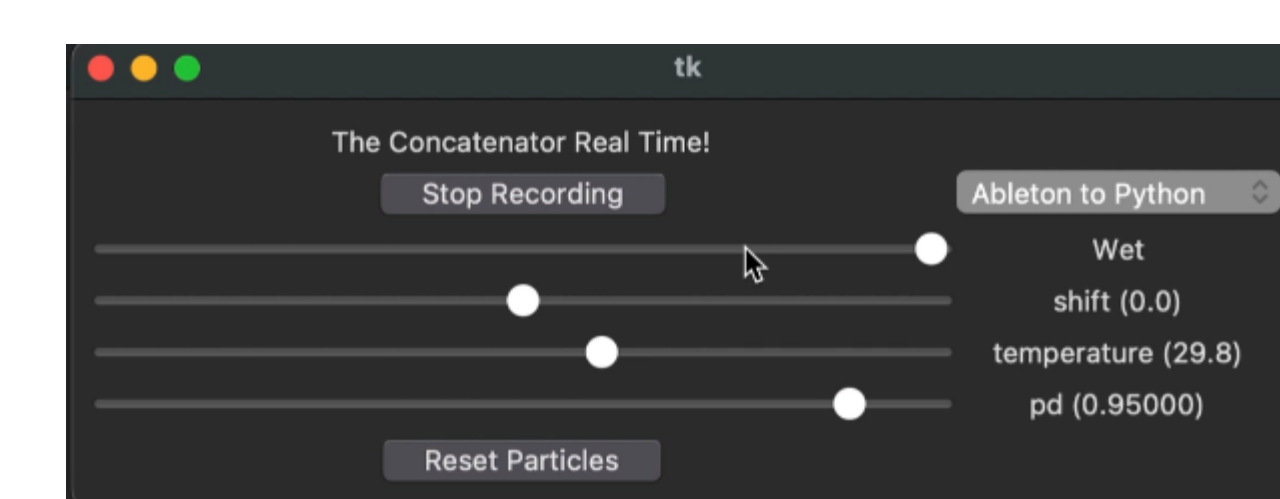 tk
The Concatenator Real Time!
Stop Recording
Ableton to Python
Wet
shift (0.0)
temperature (29.8)
pd (0.95000)
Reset Particles